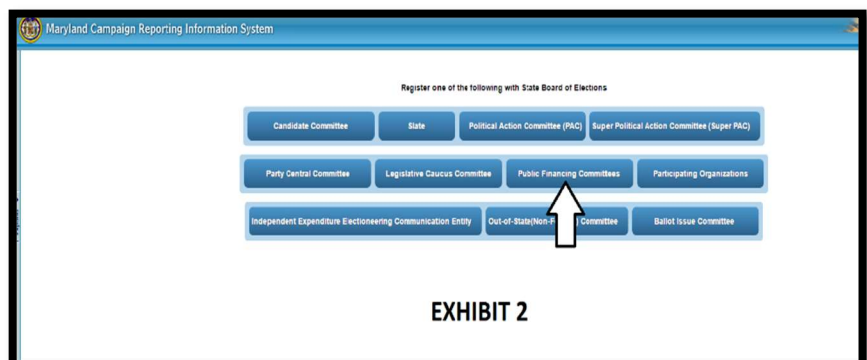 Maryland Campaign Reporting Information System
Register one of the following with State Board of Elections
Candidate Committee Slate Political Action Committee (PAC) Super Political Action Committee (Super PAC)
Party Central Committee Legislative Caucus Committee Public Financing Committees Participating Organizations
Independent Expenditure Electioneering Communication Entity Out-of-State(Non-F ) Committee Ballot Issue Committee
EXHIBIT 2